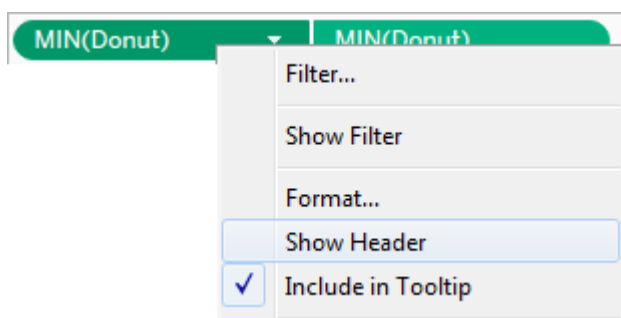 MIN(Donut) MIN(Donut)
Filter...
Show Filter
Format...
Show Header
Include in Tooltip